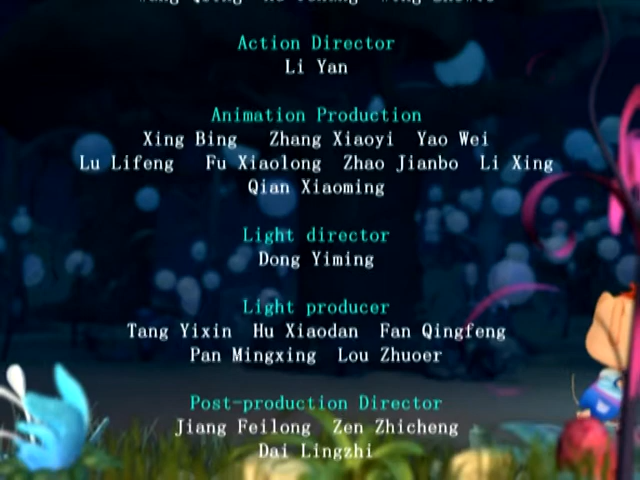 Action Director
Li Yan
Animation Production
Xing Bing Zhang Xiaoyi Yao Wei
Lu Lifeng Fu Xiaolong Zhao Jianbo Li Xing
Qian Xiaoming
Light director
Dong Yiming
Light producer
Tang Yixin Hu Xiaodan Fan Qingfeng
Pan Mingxing Lou Zhuoer
Post-production Director
Jiang Feilong Zen Zhicheng
Dai Lingzhi